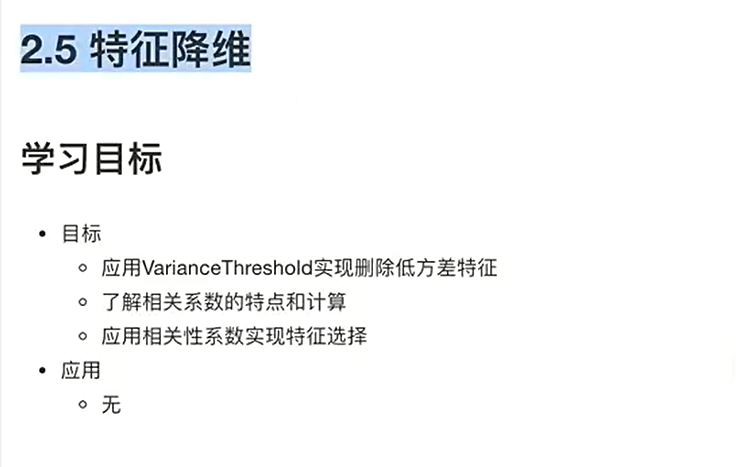 2.5 特征降维
学习目标
目标
应用VarianceThreshold实现删除低方差特征
了解相关系数的特点和计算
应用相关性系数实现特征选择
应用
无